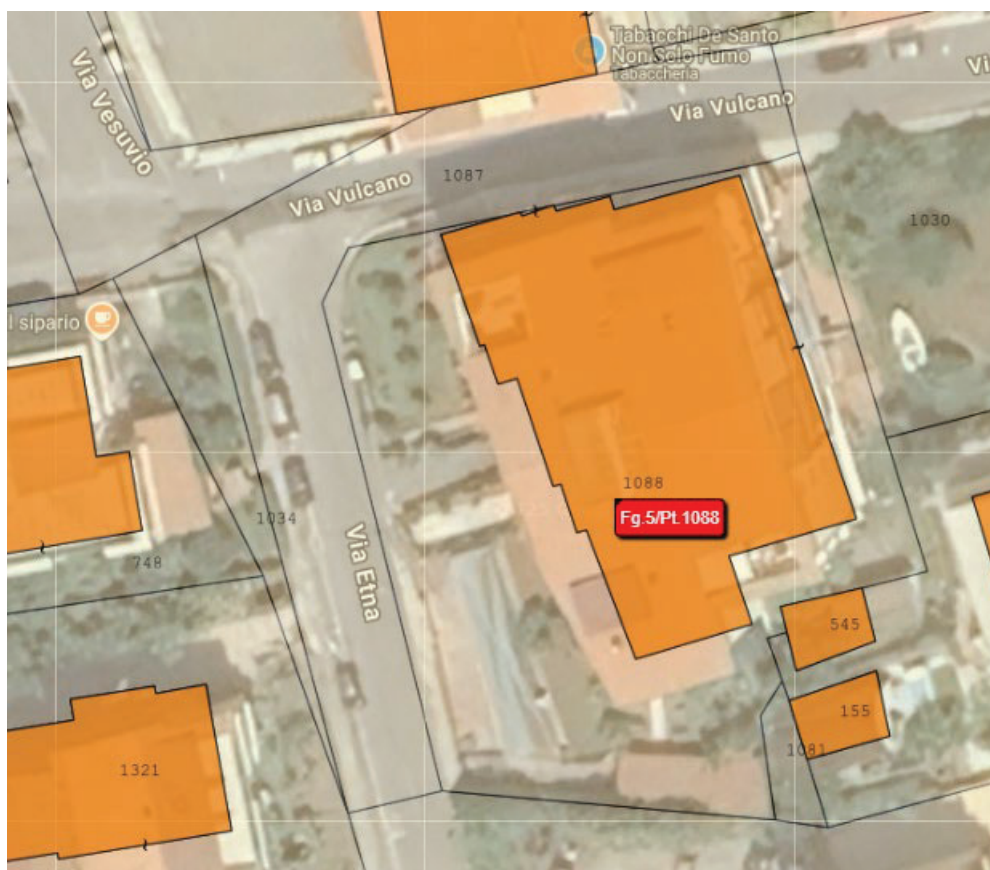 Tabacchi De Santo
Non Solo Fumo
Tabaccheria
Via Vesuvio
Via Vulcano
Vi
Via Vulcano
1087
1030
l sipario
1088
Fg.5/Pt.1088
1034
Via Etna
748
545
155
1081
1321